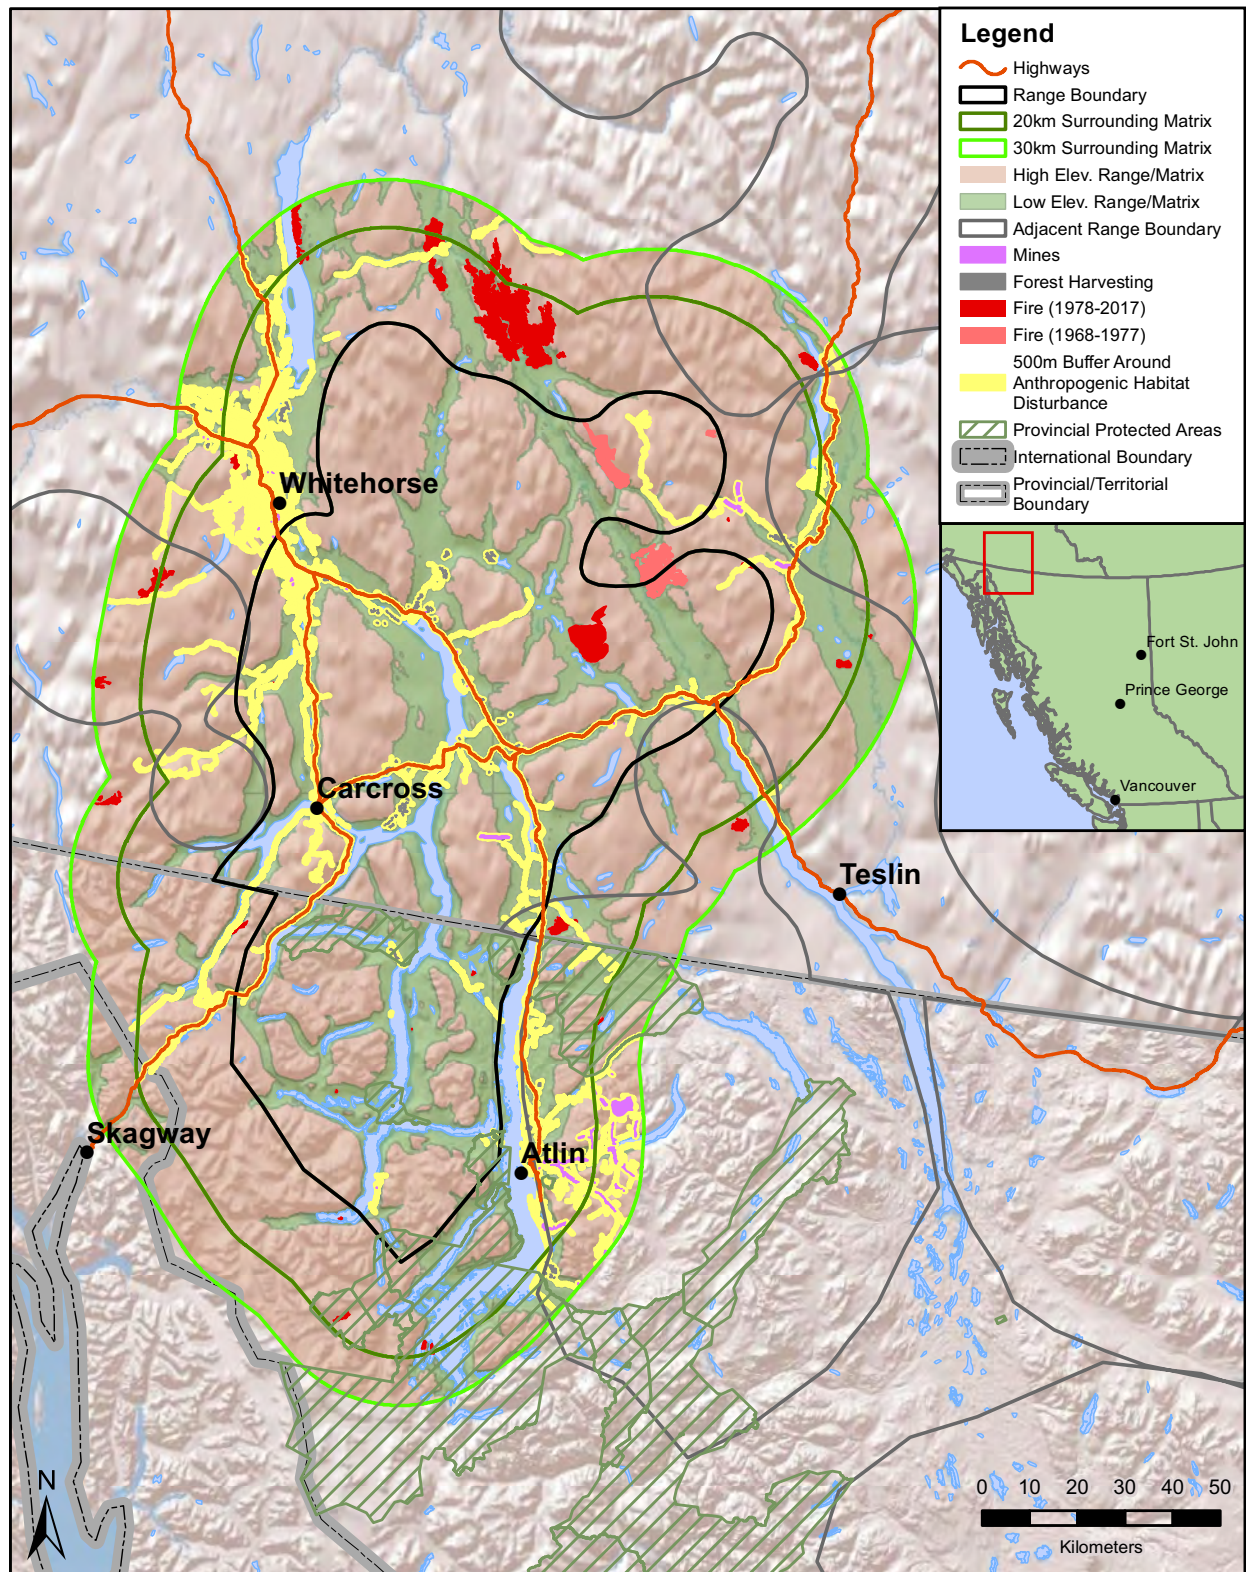 Legend
Highways
Range Boundary
20km Surrounding Matrix
30km Surrounding Matrix
High Elev. Range/Matrix
Low Elev. Range/Matrix
Adjacent Range Boundary
Mines
Forest Harvesting
Fire (1978-2017)
Fire (1968-1977)
500m Buffer Around
Anthropogenic Habitat
Disturbance
Provincial Protected Areas
International Boundary
Provincial/Territorial
Boundary
Whitehorse
Fort St. John
Prince George
Vancouver
Carcross
Teslin
Skagway
Atlin
N
0 10 20 30 40 50
Kilometers